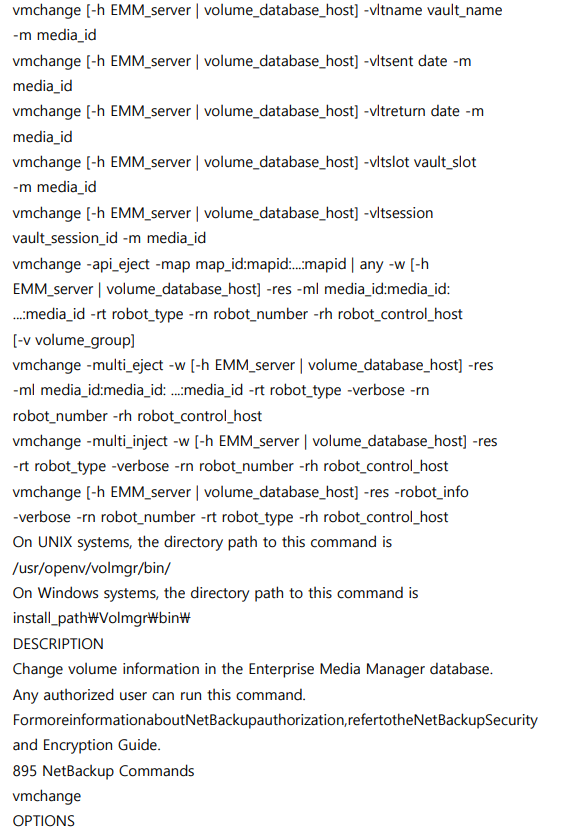 vmchange [-h EMM_server | volume_database_host] -vltname vault_name
-m media_id
vmchange [-h EMM_server | volume_database_host] -vltsent date -m
media_id
vmchange [-h EMM_server | volume_database_host] -vltreturn date -m
media_id
vmchange [-h EMM_server | volume_database_host] -vltslot vault_slot
-m media_id
vmchange [-h EMM_server | volume_database_host] -vltsession
vault_session_id -m media_id
vmchange -api_eject -map map_id:mapid:...:mapid | any -w [-h
EMM_server | volume_database_host] -res -ml media_id:media_id:
...:media_id -rt robot_type -rn robot_number -rh robot_control_host
[-v volume_group]
vmchange -multi_eject -w [-h EMM_server | volume_database_host] -res
-ml media_id:media_id: ...:media_id -rt robot_type -verbose -rn
robot_number -rh robot_control_host
vmchange -multi_inject -w [-h EMM_server | volume_database_host] -res
-rt robot_type -verbose -rn robot_number -rh robot_control_host
vmchange [-h EMM_server | volume_database_host] -res -robot_info
-verbose -rn robot_number -rt robot_type -rh robot_control_host
On UNIX systems, the directory path to this command is
/usr/openv/volmgr/bin/
On Windows systems, the directory path to this command is
install_path₩Volmgr₩bin₩
DESCRIPTION
Change volume information in the Enterprise Media Manager database.
Any authorized user can run this command.
FormoreinformationaboutNetBackupauthorization,refertotheNetBackupSecurity
and Encryption Guide.
895 NetBackup Commands
vmchange
OPTIONS